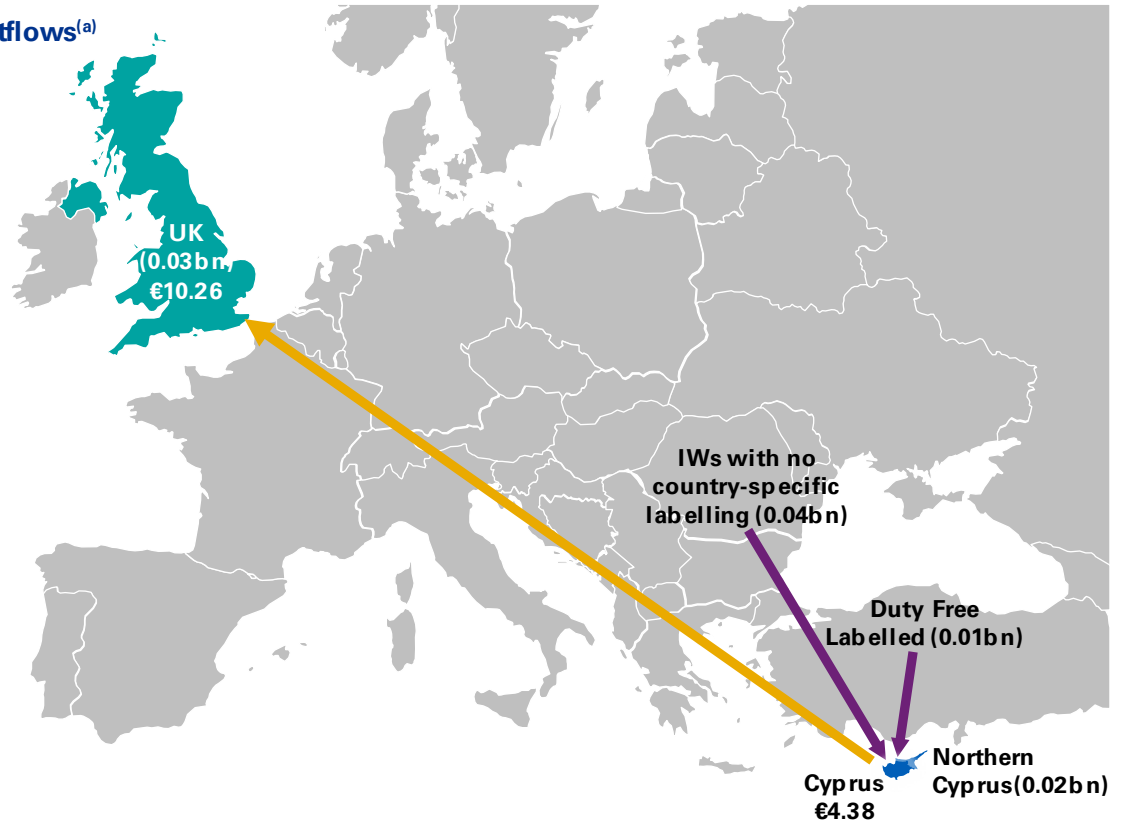 tflows(a)
UK
(0.03bn)
€10.26
IWs with no
country-specific
labelling (0.04bn)
Duty Free
Labelled (0.01bn)
Northern
Cyprus (0.02bn)
Cyprus
€4.38